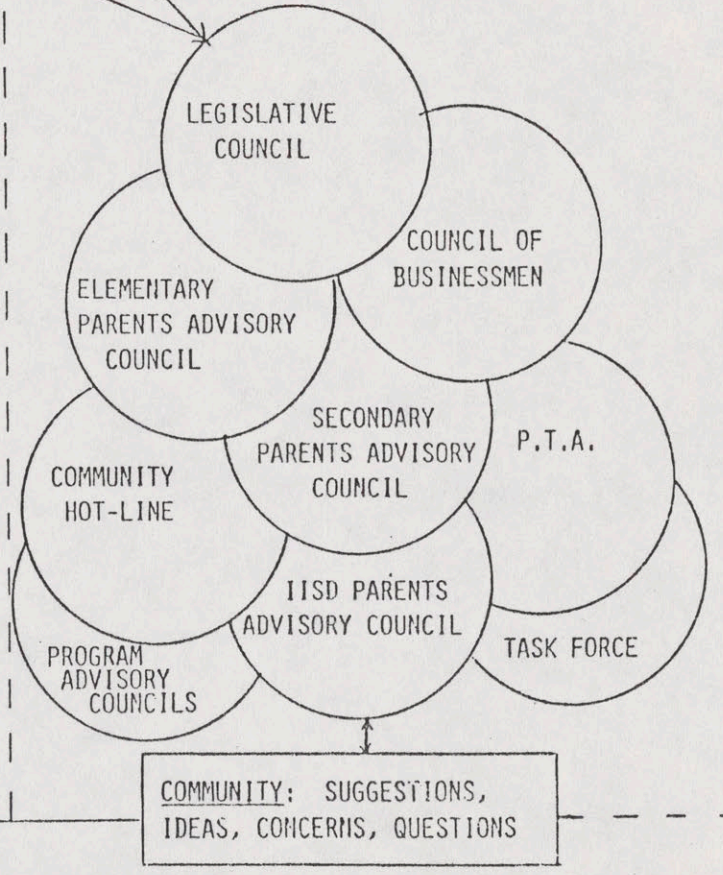 LEGISLATIVE
COUNCIL
COUNCIL OF
BUSINESSMEN
ELEMENTARY
PARENTS ADVISORY
COUNCIL
SECONDARY
PARENTS ADVISORY
COUNCIL
P.T.A.
COMMUNITY
HOT-LINE
IISD PARENTS
ADVISORY COUNCIL
TASK FORCE
PROGRAM
ADVISORY
COUNCILS
COMMUNITY: SUGGESTIONS,
IDEAS, CONCERNS, QUESTIONS